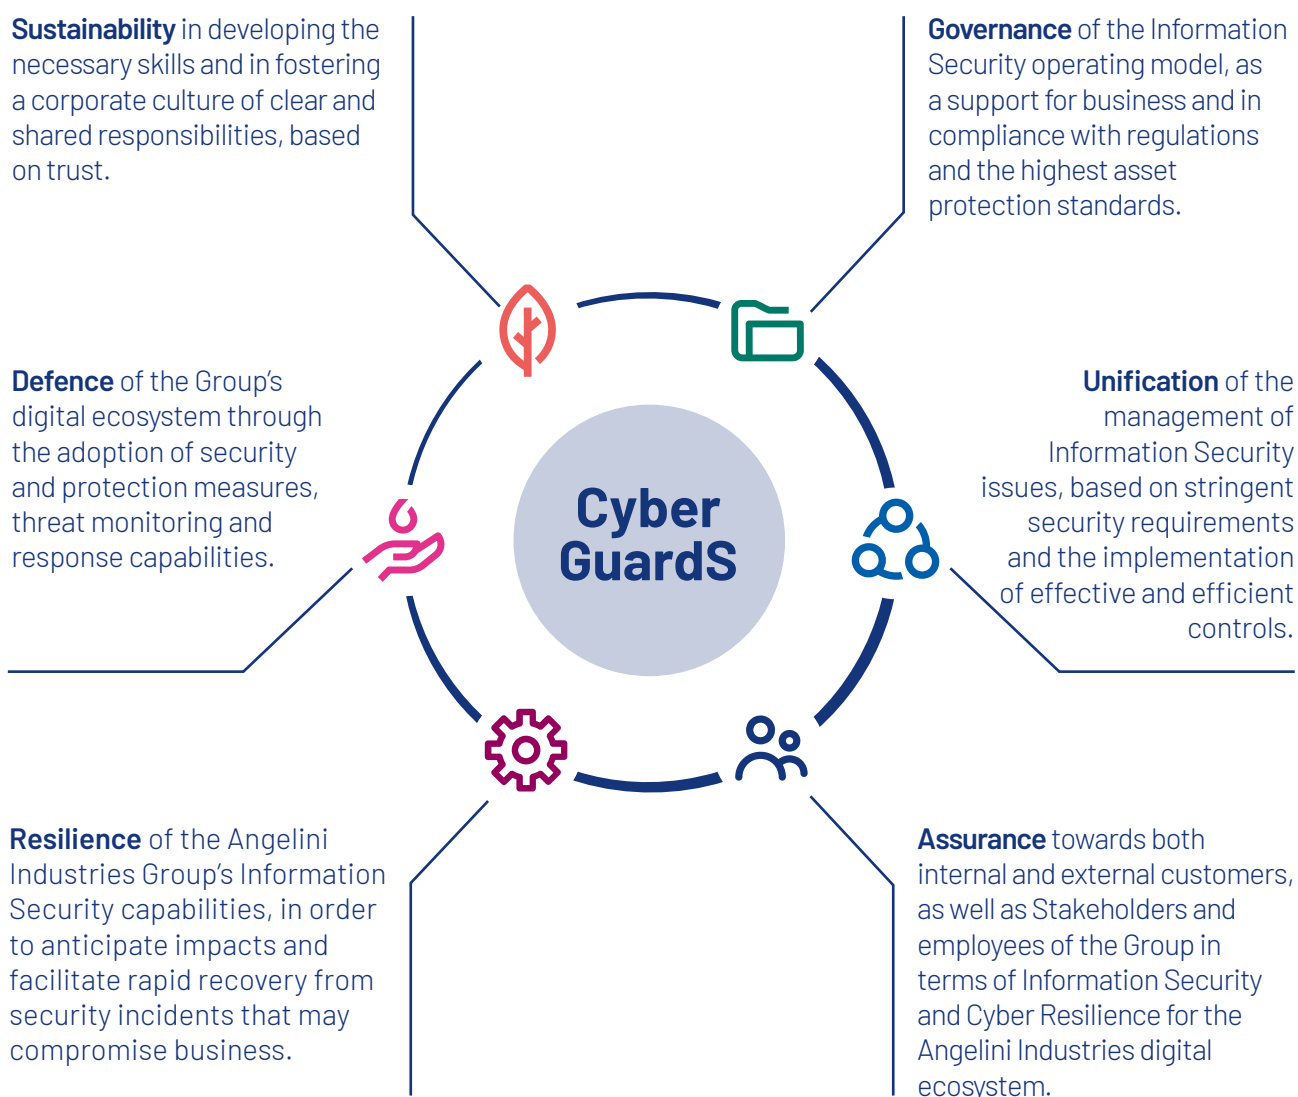 Sustainability in developing the
necessary skills and in fostering
a corporate culture of clear and
shared responsibilities, based
on trust.
Governance of the Information
Security operating model, as
a support for business and in
compliance with regulations
and the highest asset
protection standards.
Defence of the Group’s
digital ecosystem through
the adoption of security
and protection measures,
threat monitoring and
response capabilities.
Cyber
GuardS
Unification of the
management of
Information Security
issues, based on stringent
security requirements
and the implementation
of effective and efficient
controls.
Resilience of the Angelini
Industries Group’s Information
Security capabilities, in order
to anticipate impacts and
facilitate rapid recovery from
security incidents that may
compromise business.
Assurance towards both
internal and external customers,
as well as Stakeholders and
employees of the Group in
terms of Information Security
and Cyber Resilience for the
Angelini Industries digital
ecosystem.